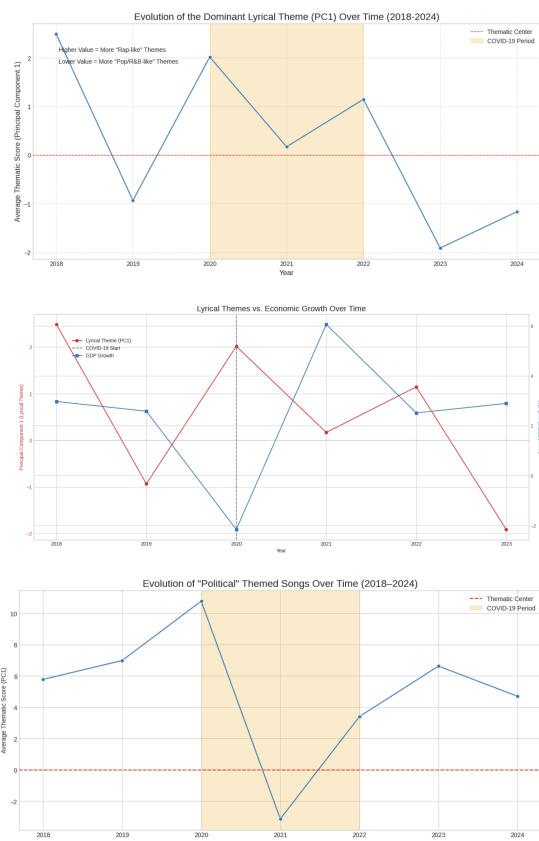 Evolution of the Dominant Lyrical Theme (PC1) Over Time (2018-2024)
Thematic Center
COVID-19 Period
Higher Value = More "Rap-like" Themes
Lower Value = More "Pop/R&B-like" Themes
Average Thematic Score (Principal Component 1)
2
1
0
−1
−2
2018 2019 2020 2021 2022 2023 2024
Year
Lyrical Themes vs. Economic Growth Over Time
Lyrical Theme (PC1)
COVID-19 Start
GDP Growth
Principal Component 1 (Lyrical Theme)
1
0
−1
−2
6
4
2
0
−2
2018 2019 2020 2021 2022 2023
Year
Evolution of "Political" Themed Songs Over Time (2018–2024)
Thematic Center
COVID-19 Period
Average Thematic Score (PC1)
10
8
6
4
2
0
−2
2018 2019 2020 2021 2022 2023 2024